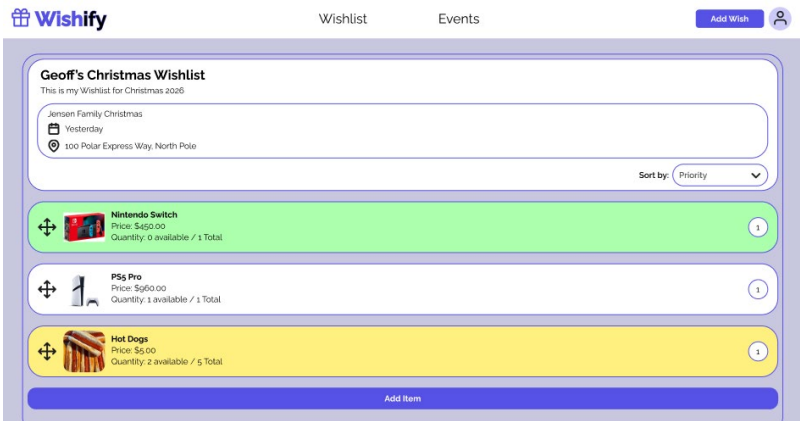 Wishify
Wishlist
Events
Add Wish
Geoff's Christmas Wishlist
This is my Wishlist for Christmas 2026
Jensen Family Christmas
Yesterday
100 Polar Express Way, North Pole
Sort by: Priority
Nintendo Switch
Price: $450.00
Quantity: 0 available / 1 Total
1
PS5 Pro
Price: $960.00
Quantity: 1 available / 1 Total
1
Hot Dogs
Price: $5.00
Quantity: 2 available / 5 Total
1
Add Item